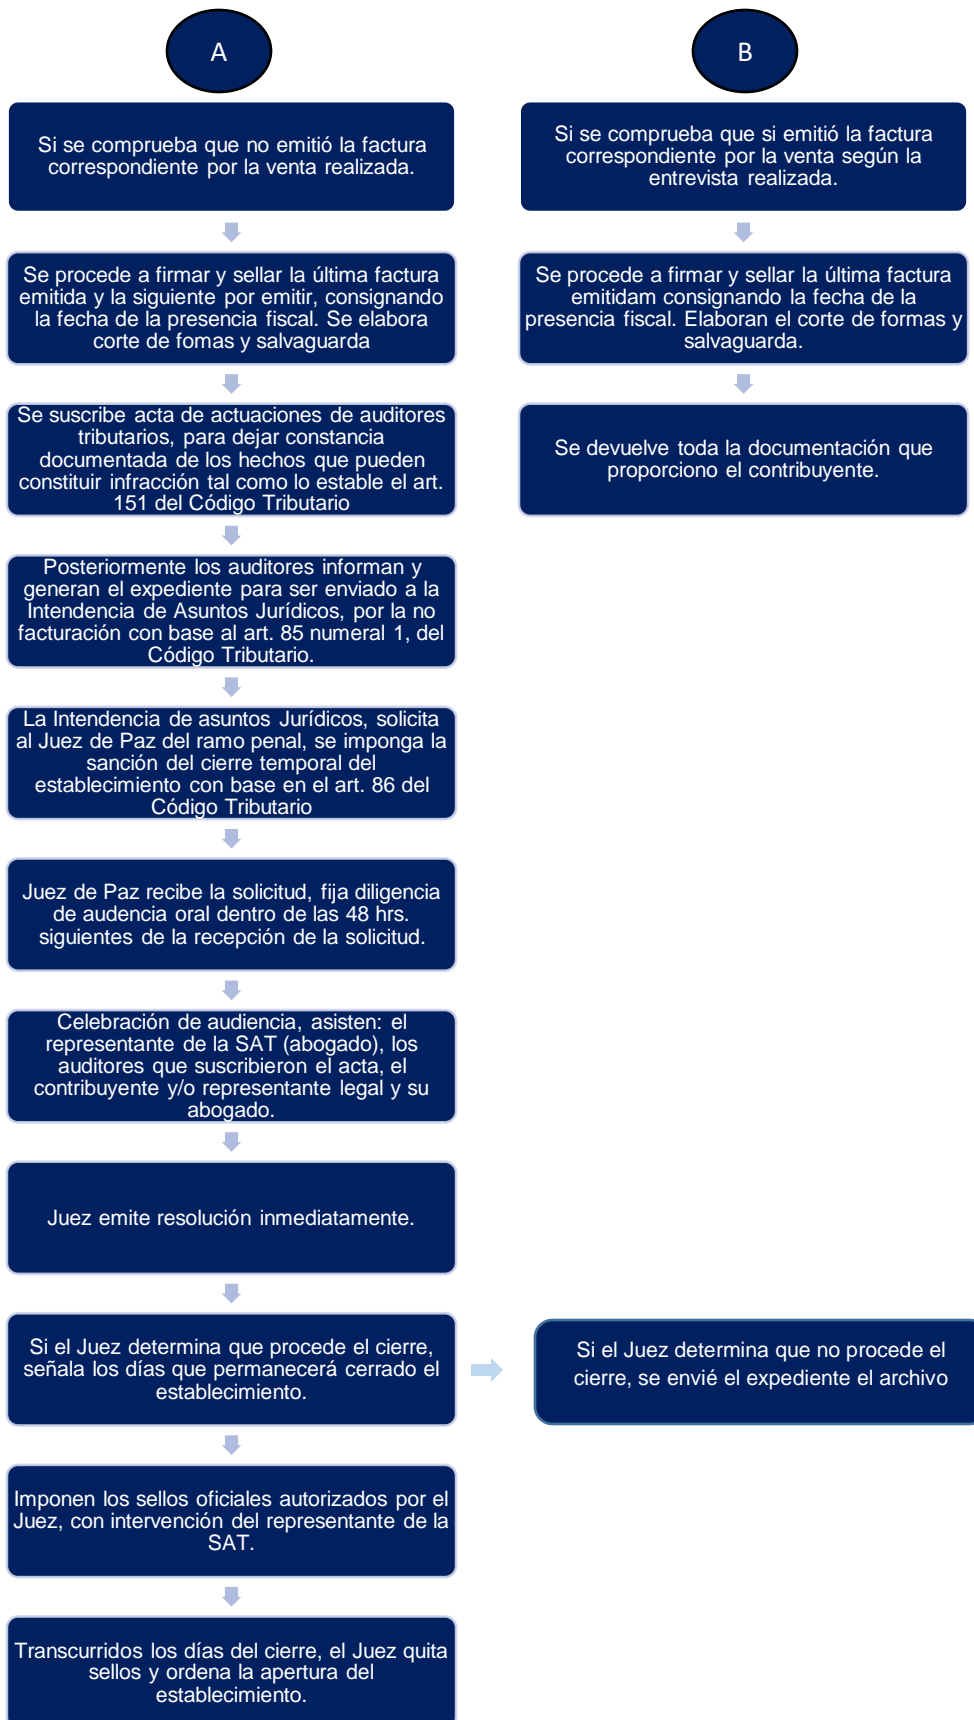 A
Si se comprueba que no emitió la factura
correspondiente por la venta realizada.
Se procede a firmar y sellar la última factura
emitida y la siguiente por emitir, consignando
la fecha de la presencia fiscal. Se elabora
corte de fomas y salvaguarda
Se suscribe acta de actuaciones de auditores
tributarios, para dejar constancia
documentada de los hechos que pueden
constituir infracción tal como lo estable el art.
151 del Código Tributario
Posteriormente los auditores informan y
generan el expediente para ser enviado a la
Intendencia de Asuntos Jurídicos, por la no
facturación con base al art. 85 numeral 1, del
Código Tributario.
La Intendencia de asuntos Jurídicos, solicita
al Juez de Paz del ramo penal, se imponga la
sanción del cierre temporal del
establecimiento con base en el art. 86 del
Código Tributario
Juez de Paz recibe la solicitud, fija diligencia
de audencia oral dentro de las 48 hrs.
siguientes de la recepción de la solicitud.
Celebración de audiencia, asisten: el
representante de la SAT (abogado), los
auditores que suscribieron el acta, el
contribuyente y/o representante legal y su
abogado.
Juez emite resolución inmediatamente.
Si el Juez determina que procede el cierre,
señala los días que permanecerá cerrado el
establecimiento.
Imponen los sellos oficiales autorizados por el
Juez, con intervención del representante de la
SAT.
Transcurridos los días del cierre, el Juez quita
sellos y ordena la apertura del
establecimiento.
B
Si se comprueba que si emitió la factura
correspondiente por la venta según la
entrevista realizada.
Se procede a firmar y sellar la última factura
emitidam consignando la fecha de la
presencia fiscal. Elaboran el corte de formas y
salvaguarda.
Se devuelve toda la documentación que
proporciono el contribuyente.
Si el Juez determina que no procede el
cierre, se envié el expediente el archivo